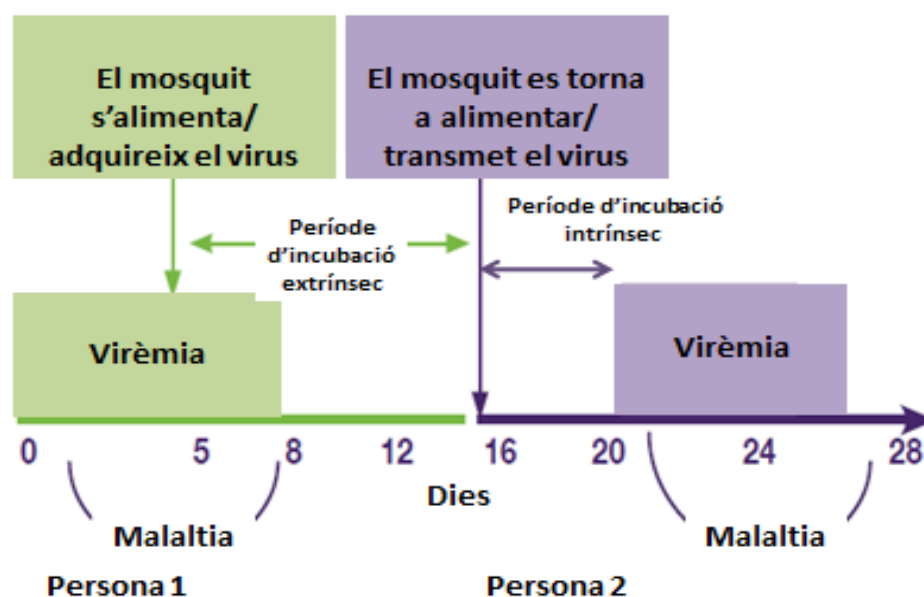 El mosquit
s'alimenta/
adquireix el virus
El mosquit es torna
a alimentar/
transmet el virus
Període
d'incubació
extrínsec
Període d'incubació
intrínsec
Virèmia
Virèmia
0 5 8 12 16 20 24 28
Dies
Malaltia
Malaltia
Persona 1
Persona 2